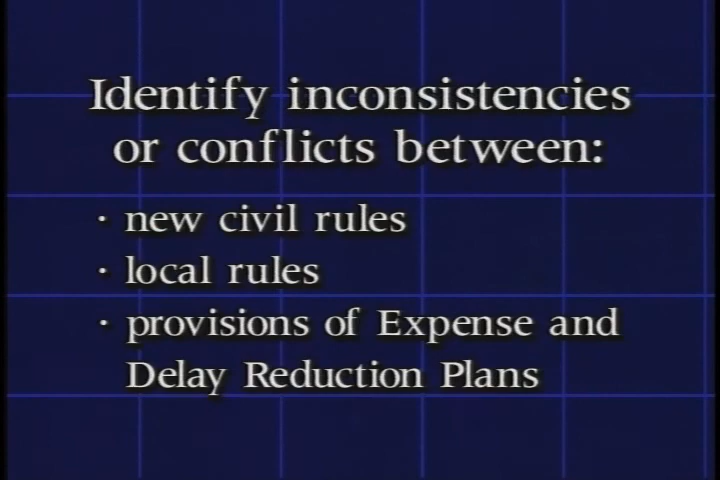 Identify inconsistencies
or conflicts between:
· new civil rules
· local rules
· provisions of Expense and
Delay Reduction Plans